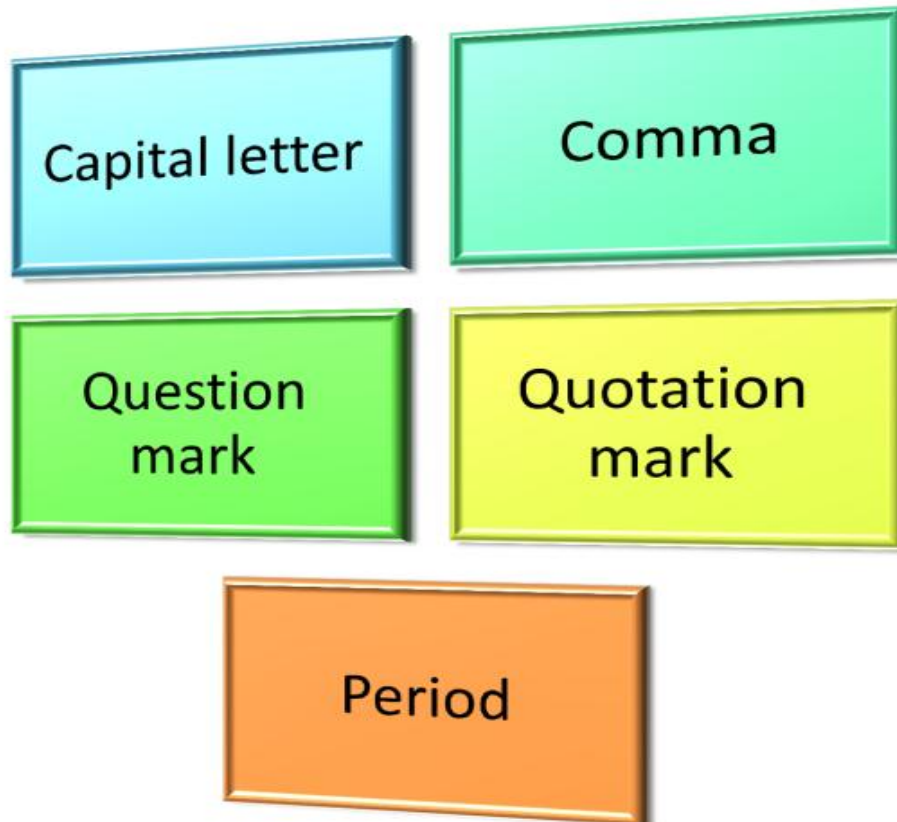 Capital letter
Comma
Question
mark
Quotation
mark
Period